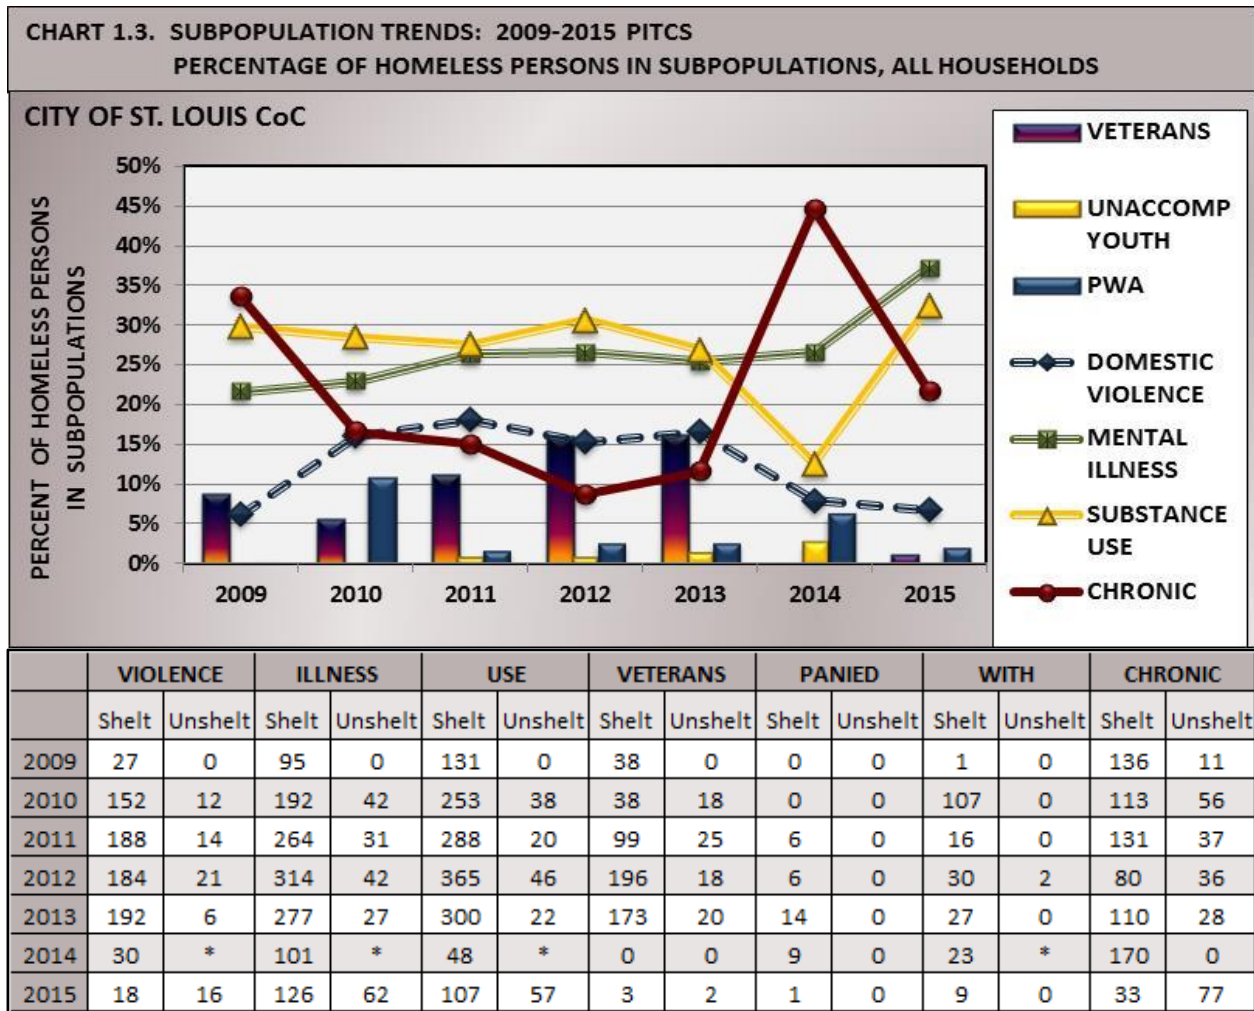 CHART 1.3. SUBPOPULATION TRENDS: 2009-2015 PITCS
PERCENTAGE OF HOMELESS PERSONS IN SUBPOPULATIONS, ALL HOUSEHOLDS
CITY OF ST. LOUIS CoC
PERCENT OF HOMELESS PERSONS
IN SUBPOPULATIONS
50%
45%
40%
35%
30%
25%
20%
15%
10%
5%
0%
2009 2010 2011 2012 2013 2014 2015
VETERANS
UNACCOMP
YOUTH
PWA
DOMESTIC
VIOLENCE
MENTAL
ILLNESS
SUBSTANCE
USE
CHRONIC
VIOLENCE ILLNESS USE VETERANS PANIED WITH CHRONIC
Shelt Unshelt Shelt Unshelt Shelt Unshelt Shelt Unshelt Shelt Unshelt Shelt Unshelt Shelt Unshelt
2009 27 0 95 0 131 0 38 0 0 0 1 0 136 11
2010 152 12 192 42 253 38 38 18 0 0 107 0 113 56
2011 188 14 264 31 288 20 99 25 6 0 16 0 131 37
2012 184 21 314 42 365 46 196 18 6 0 30 2 80 36
2013 192 6 277 27 300 22 173 20 14 0 27 0 110 28
2014 30 * 101 * 48 * 0 0 9 0 23 * 170 0
2015 18 16 126 62 107 57 3 2 1 0 9 0 33 77